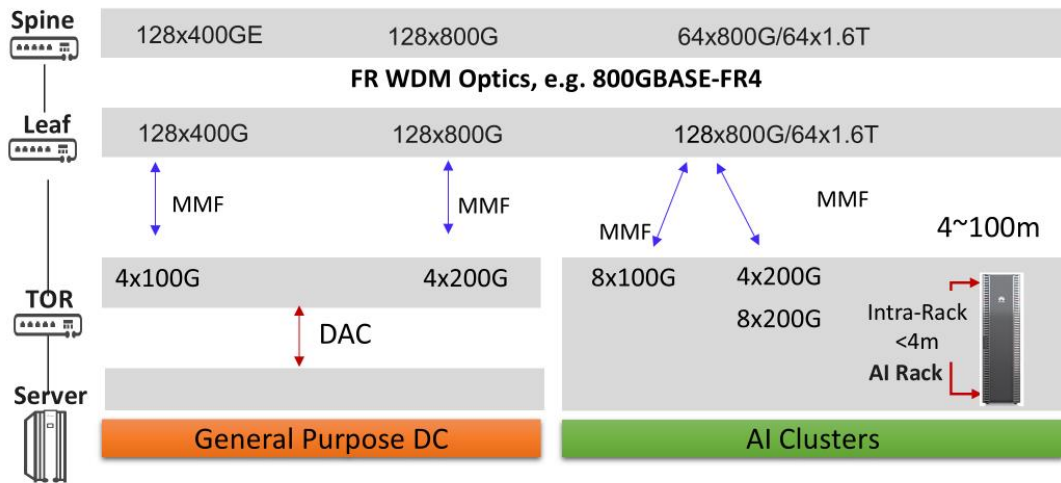 Spine
128x400GE 128x800G 64x800G/64x1.6T
FR WDM Optics, e.g. 800GBASE-FR4
Leaf
128x400G 128x800G 128x800G/64x1.6T
MMF MMF MMF MMF
4~100m
4x100G 4x200G 8x100G 4x200G
TOR
8x200G
DAC
Intra-Rack
<4m
AI Rack
Server
General Purpose DC AI Clusters